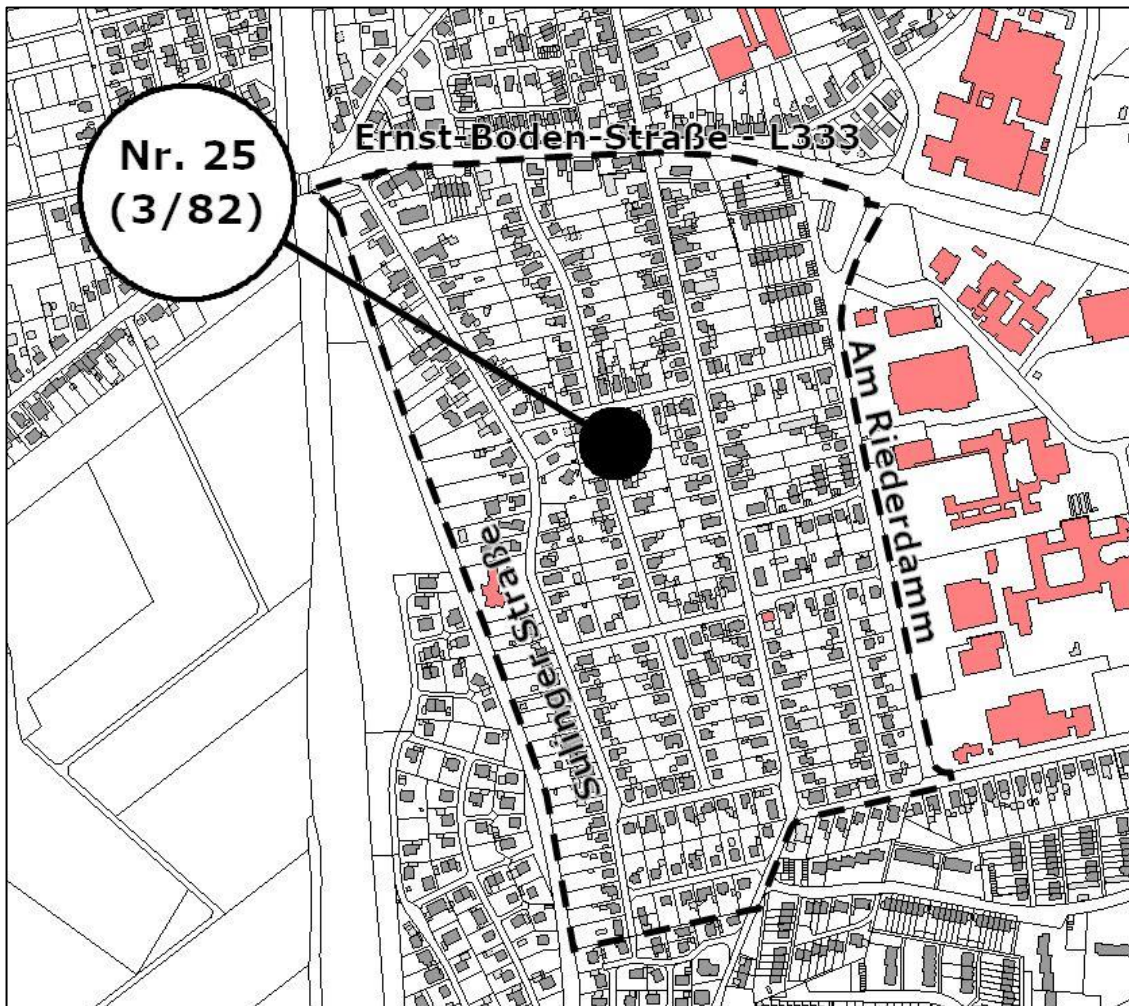 Ernst-Boden-Straße - L333
Nr. 25
(3/82)
Am Riederdamm
Sulinger Straße